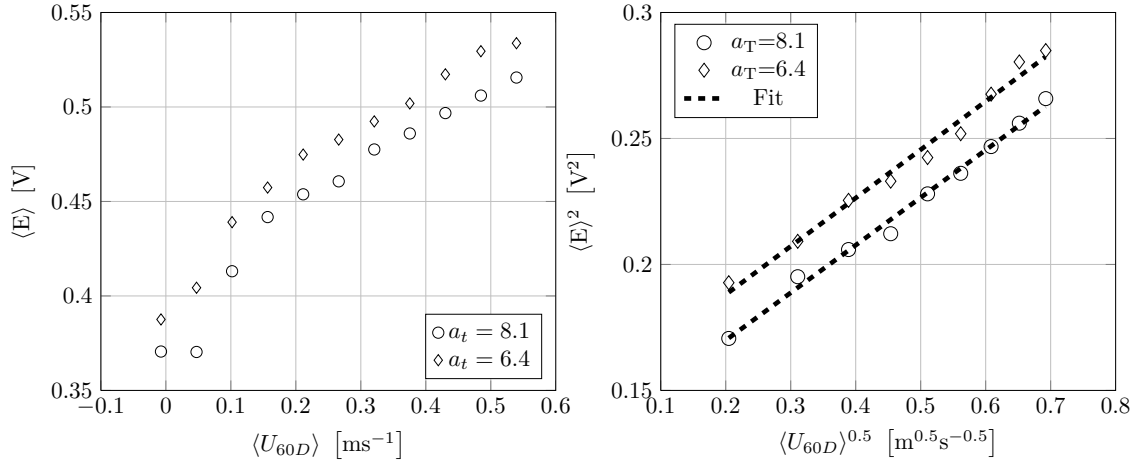 0.55
0.5
0.45
0.4
0.35
⟨E⟩ [V]
−0.1 0 0.1 0.2 0.3 0.4 0.5 0.6
⟨U₆₀D⟩ [ms⁻¹]
aₜ = 8.1
aₜ = 6.4
0.3
0.25
0.2
0.15
⟨E⟩² [V²]
0.1 0.2 0.3 0.4 0.5 0.6 0.7 0.8
⟨U₆₀D⟩⁰·⁵ [m⁰·⁵s⁻⁰·⁵]
a_T=8.1
a_T=6.4
Fit